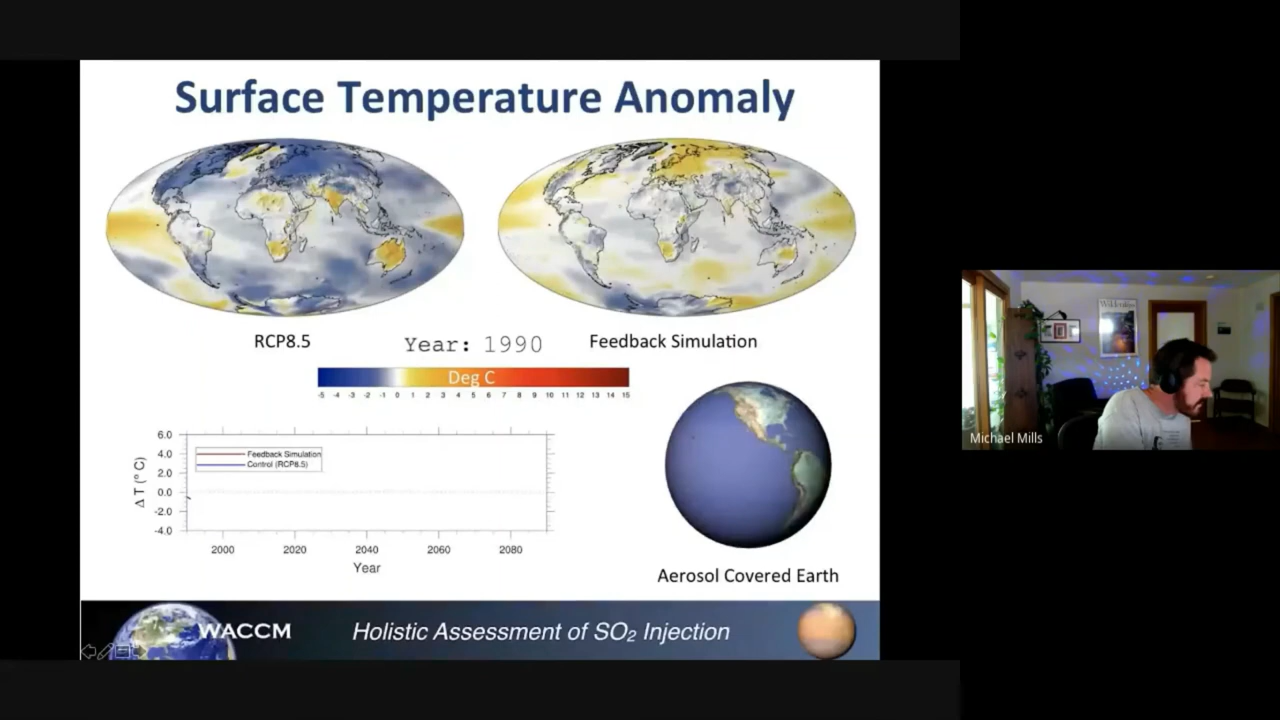 Surface Temperature Anomaly
RCP8.5
Year: 1990
Feedback Simulation
Deg C
-5 -4 -3 -2 -1 0 1 2 3 4 5 6 7 8 9 10 11 12 13 14 15
6.0
4.0
2.0
0.0
-2.0
-4.0
Δ T (° C)
Feedback Simulation
Control (RCP8.5)
2000 2020 2040 2060 2080
Year
Aerosol Covered Earth
WACCM
Holistic Assessment of SO₂ Injection
Michael Mills